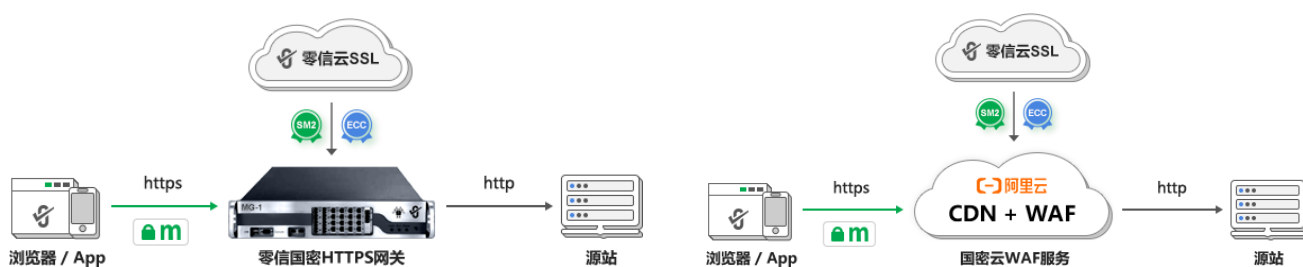 零信云SSL
SM2
ECC
https
MG-1
http
m
浏览器 / App
零信国密HTTPS网关
源站
零信云SSL
SM2
ECC
https
阿里云
CDN + WAF
http
m
浏览器 / App
国密云WAF服务
源站